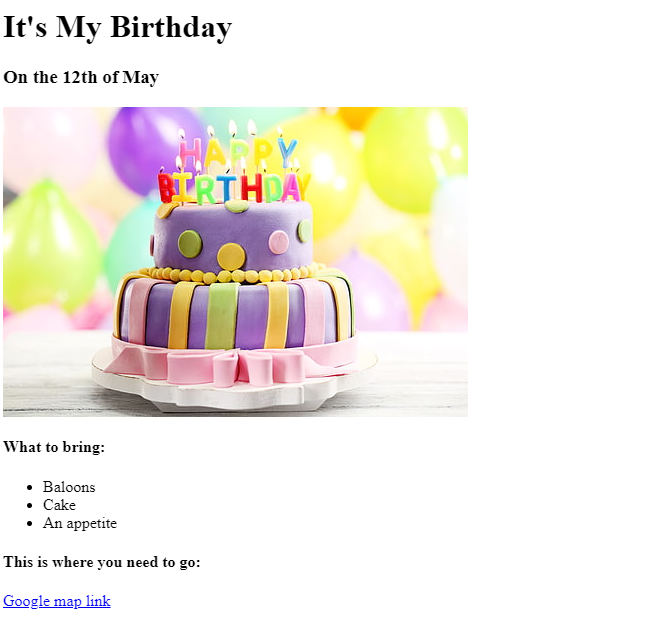 It's My Birthday
On the 12th of May
HAPPY
BIRTHDAY
What to bring:
Baloons
Cake
An appetite
This is where you need to go:
Google map link